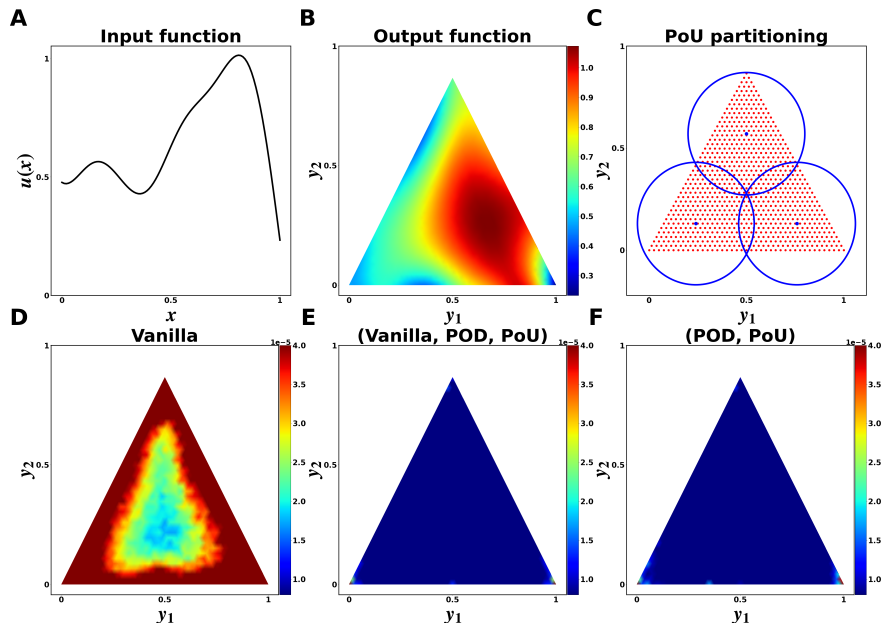 A
Input function
1
0.5
0
u(x)
0
0.5
1
x
B
Output function
1
0.5
0
y₂
0
0.5
1
y₁
1.0
0.9
0.8
0.7
0.6
0.5
0.4
0.3
C
PoU partitioning
1
0.5
0
y₂
0
0.5
1
y₁
D
Vanilla
1
0.5
0
y₂
0
0.5
1
y₁
1e−5
4.0
3.5
3.0
2.5
2.0
1.5
1.0
E
(Vanilla, POD, PoU)
1
0.5
0
y₂
0
0.5
1
y₁
1e−5
4.0
3.5
3.0
2.5
2.0
1.5
1.0
F
(POD, PoU)
1
0.5
0
y₂
0
0.5
1
y₁
1e−5
4.0
3.5
3.0
2.5
2.0
1.5
1.0